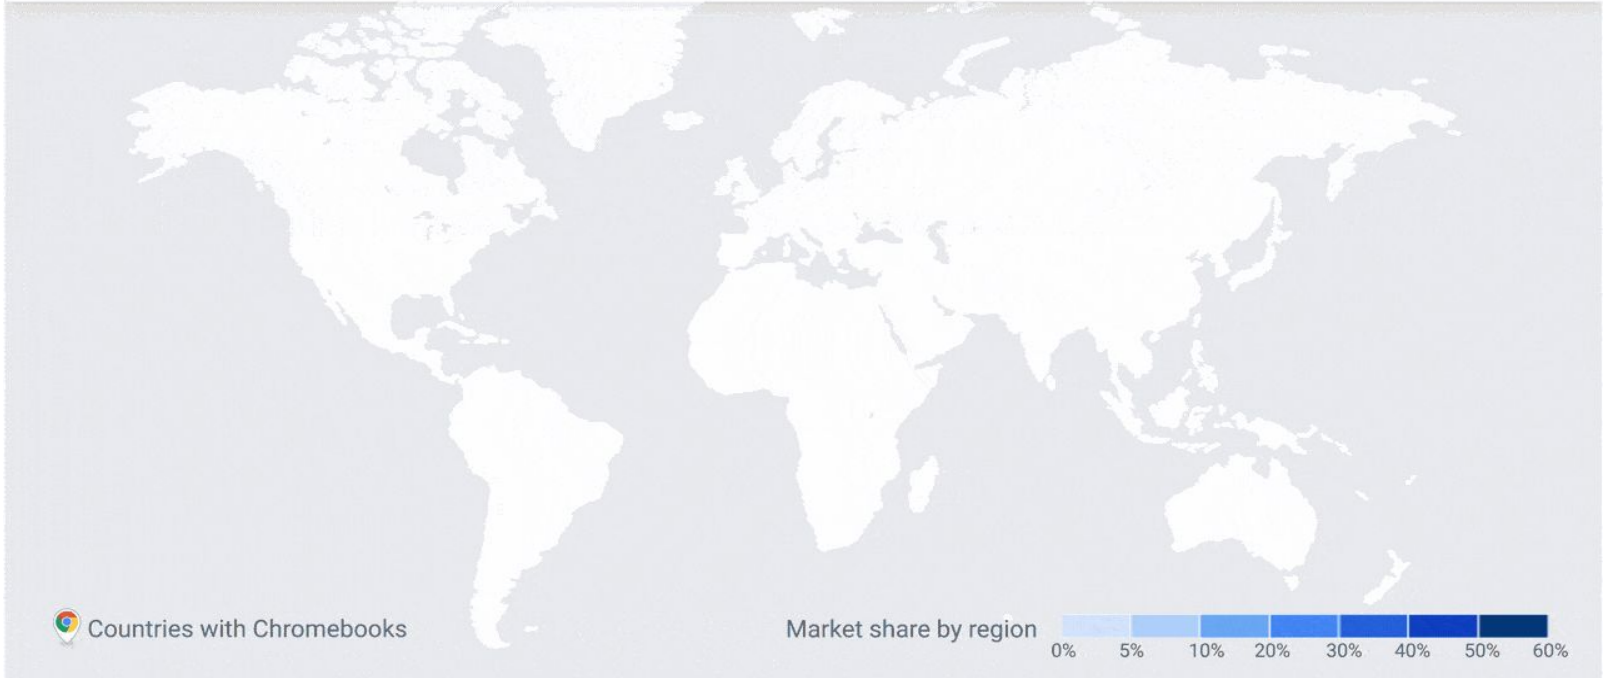 Countries with Chromebooks
Market share by region
0% 5% 10% 20% 30% 40% 50% 60%